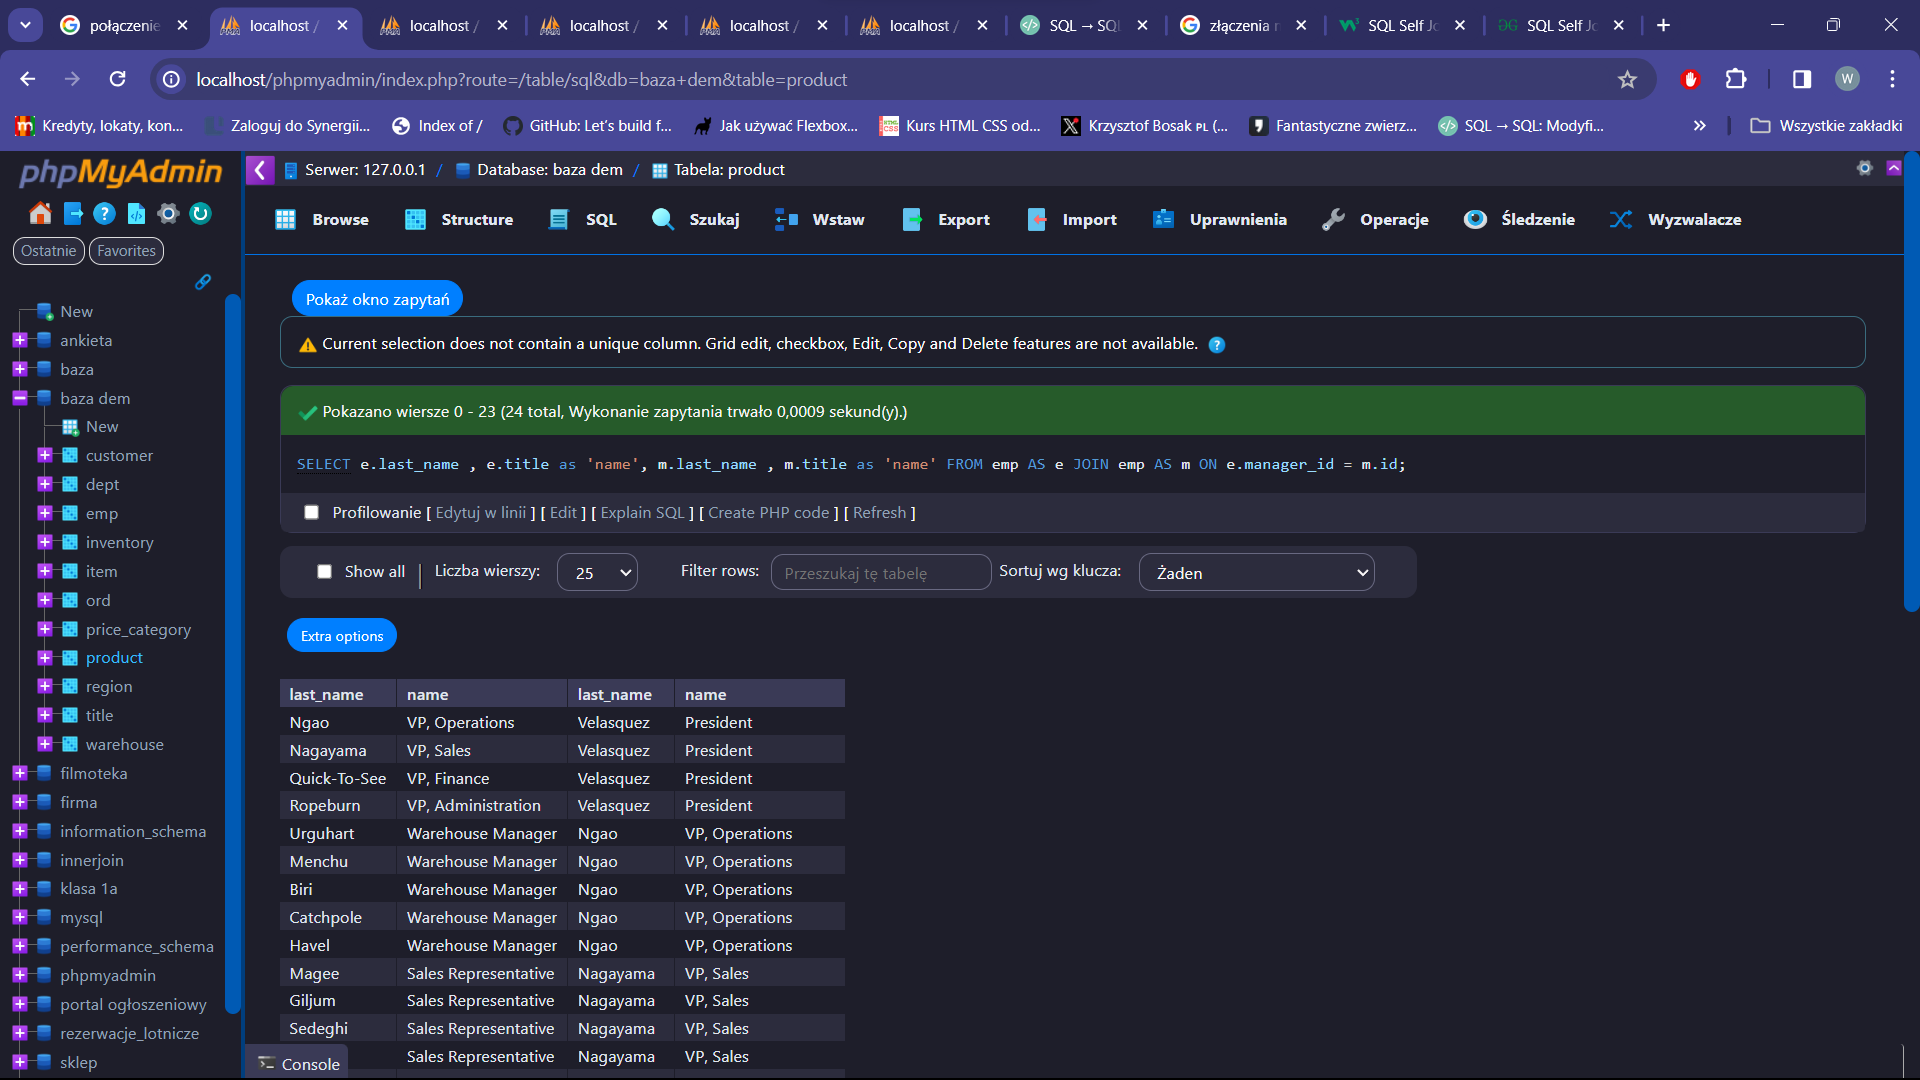 połączenie
localhost /
localhost /
localhost /
localhost /
localhost /
SQL → SQL
złączenia r
SQL Self Jo
SQL Self Jo
localhost/phpmyadmin/index.php?route=/table/sql&db=baza+dem&table=product
W
Kredyty, lokaty, kon...
Zaloguj do Synergii...
Index of /
GitHub: Let's build f...
Jak używać Flexbox...
Kurs HTML CSS od...
Krzysztof Bosak PL (...
Fantastyczne zwierz...
SQL → SQL: Modyfi...
Wszystkie zakładki
phpMyAdmin
Serwer: 127.0.0.1 / Database: baza dem / Tabela: product
Browse
Structure
SQL
Szukaj
Wstaw
Export
Import
Uprawnienia
Operacje
Śledzenie
Wyzwalacze
Ostatnie
Favorites
New
ankieta
baza
baza dem
New
customer
dept
emp
inventory
item
ord
price_category
product
region
title
warehouse
filmoteka
firma
information_schema
innerjoin
klasa 1a
mysql
performance_schema
phpmyadmin
portal ogłoszeniowy
rezerwacje_lotnicze
sklep
Pokaż okno zapytań
Current selection does not contain a unique column. Grid edit, checkbox, Edit, Copy and Delete features are not available.
Pokazano wiersze 0 - 23 (24 total, Wykonanie zapytania trwało 0,0009 sekund(y).)
SELECT e.last_name , e.title as 'name', m.last_name , m.title as 'name' FROM emp AS e JOIN emp AS m ON e.manager_id = m.id;
Profilowanie [ Edytuj w linii ] [ Edit ] [ Explain SQL ] [ Create PHP code ] [ Refresh ]
Show all
Liczba wierszy: 25
Filter rows: Przeszukaj tę tabelę
Sortuj wg klucza: Żaden
Extra options
last_name name last_name name
Ngao VP, Operations Velasquez President
Nagayama VP, Sales Velasquez President
Quick-To-See VP, Finance Velasquez President
Ropeburn VP, Administration Velasquez President
Urguhart Warehouse Manager Ngao VP, Operations
Menchu Warehouse Manager Ngao VP, Operations
Biri Warehouse Manager Ngao VP, Operations
Catchpole Warehouse Manager Ngao VP, Operations
Havel Warehouse Manager Ngao VP, Operations
Magee Sales Representative Nagayama VP, Sales
Giljum Sales Representative Nagayama VP, Sales
Sedeghi Sales Representative Nagayama VP, Sales
Sales Representative Nagayama VP, Sales
Console